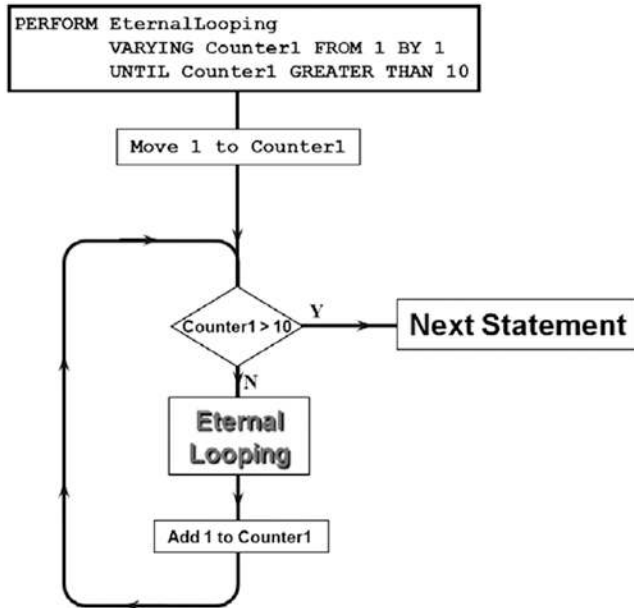 PERFORM EternalLooping
VARYING Counter1 FROM 1 BY 1
UNTIL Counter1 GREATER THAN 10
Move 1 to Counter1
Counter1 > 10
Y
Next Statement
N
Eternal
Looping
Add 1 to Counter1